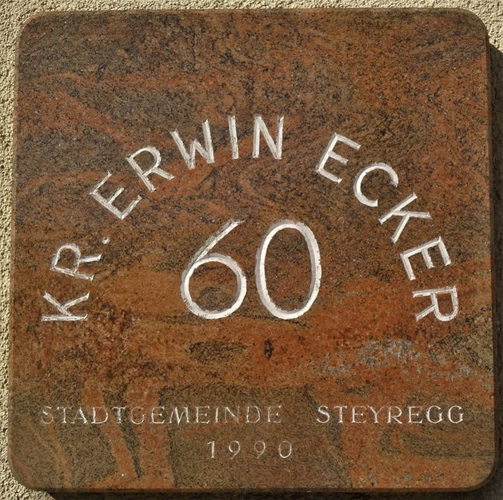 KR. ERWIN ECKER
60
STADTGEMEINDE STEYREGG
1990